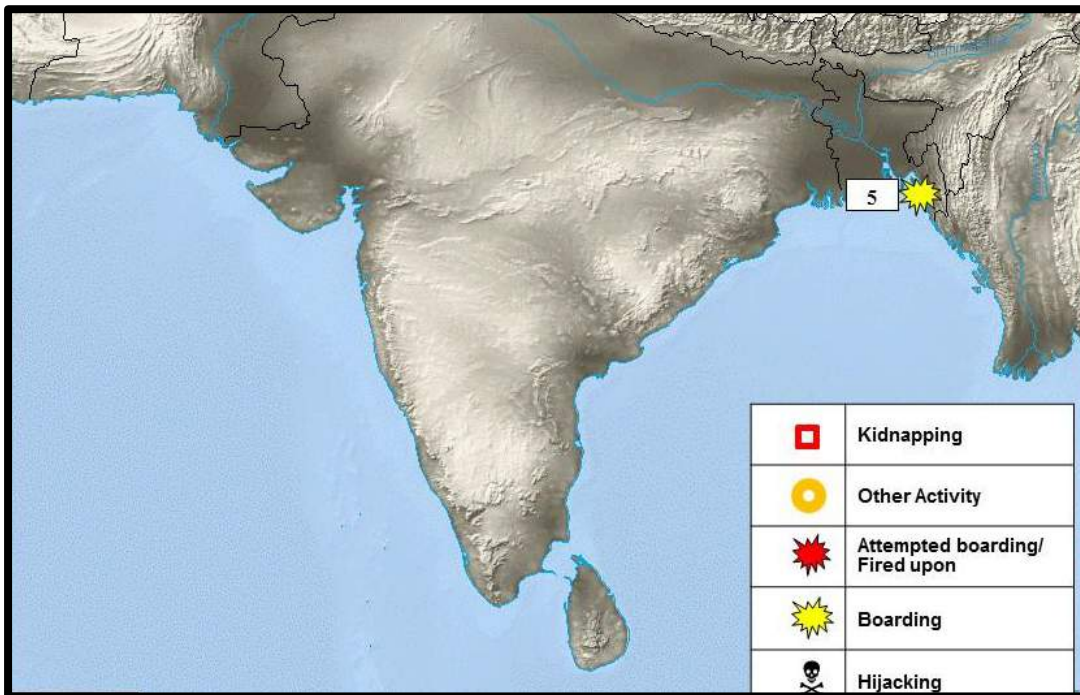 5
Kidnapping
Other Activity
Attempted boarding/
Fired upon
Boarding
Hijacking